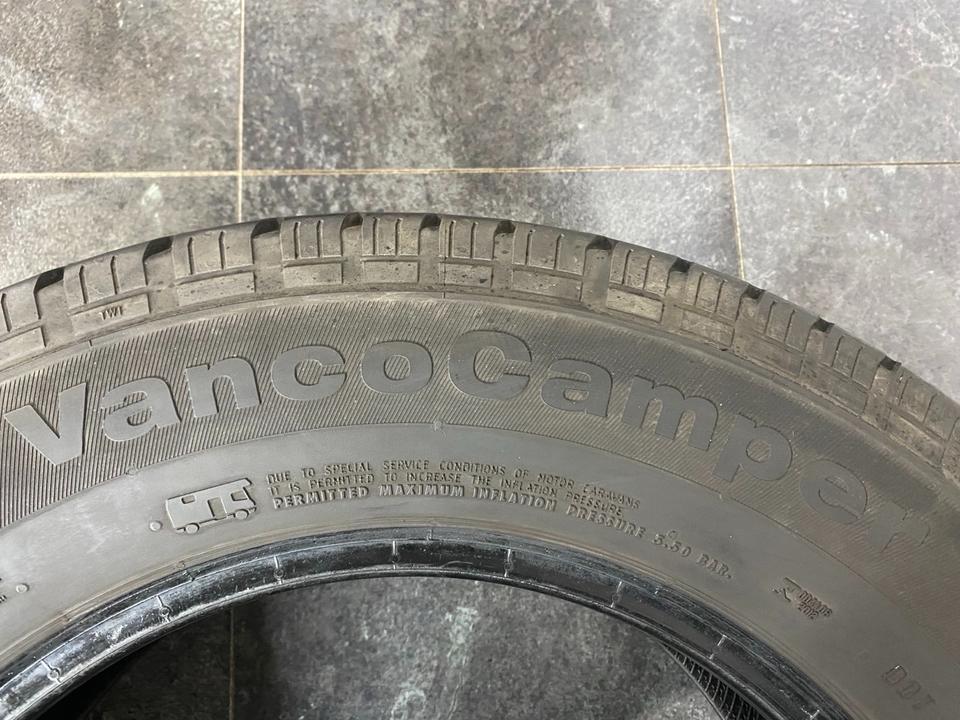 TWI
VancoCamper
DUE TO SPECIAL SERVICE CONDITIONS OF MOTOR CARAVANS
IT IS PERMITTED TO INCREASE THE INFLATION PRESSURE
PERMITTED MAXIMUM INFLATION PRESSURE 5.50 BAR.